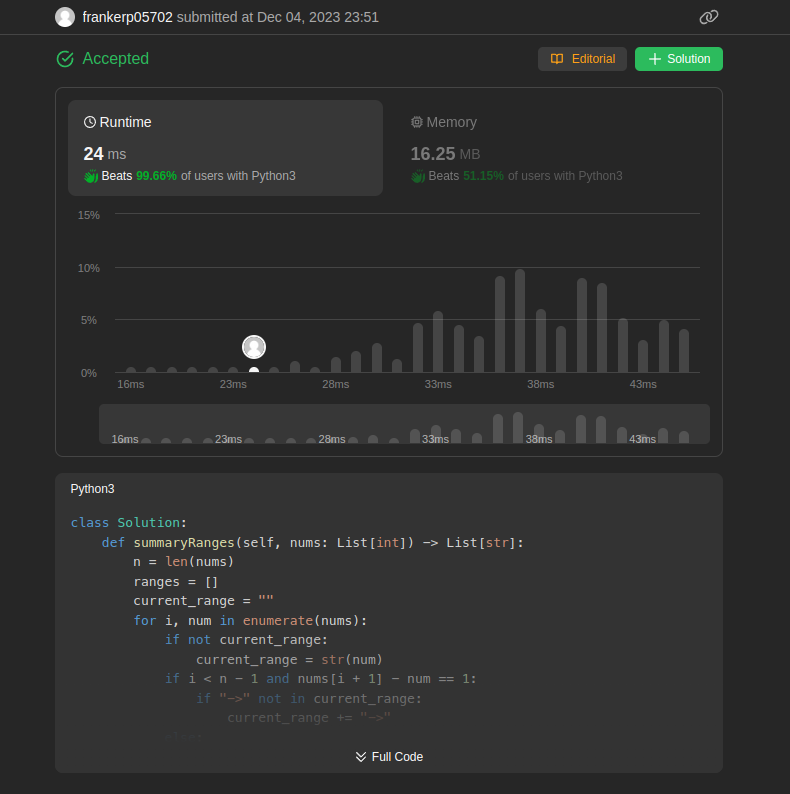 frankerp05702 submitted at Dec 04, 2023 23:51
Accepted
Editorial
Solution
Runtime
24 ms
Beats 99.66% of users with Python3
Memory
16.25 MB
Beats 51.15% of users with Python3
15%
10%
5%
0%
16ms 23ms 28ms 33ms 38ms 43ms
16ms 23ms 28ms 33ms 38ms 43ms
Python3
class Solution:
    def summaryRanges(self, nums: List[int]) -> List[str]:
        n = len(nums)
        ranges = []
        current_range = ""
        for i, num in enumerate(nums):
            if not current_range:
                current_range = str(num)
            if i < n - 1 and nums[i + 1] - num == 1:
                if "->" not in current_range:
                    current_range += "->"
            else:
Full Code